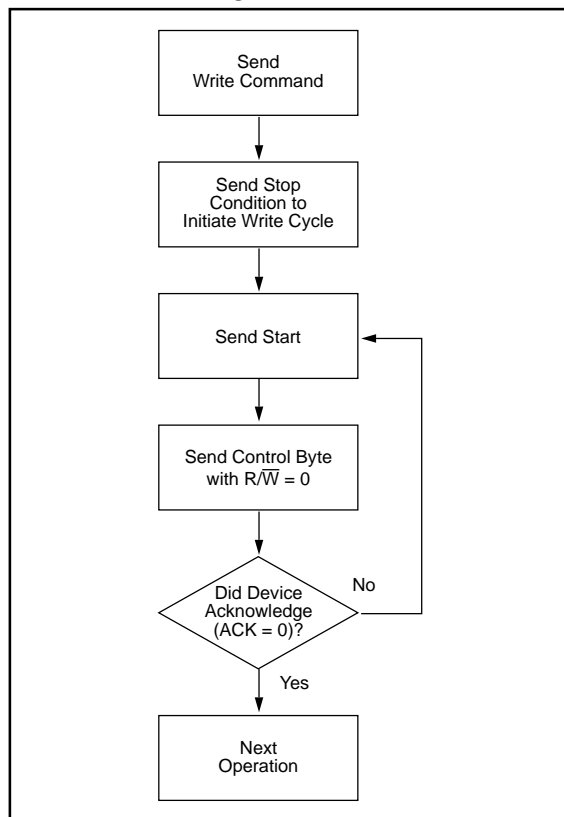 Send
Write Command
Send Stop
Condition to
Initiate Write Cycle
Send Start
Send Control Byte
with R/W̅ = 0
Did Device
Acknowledge
(ACK = 0)?
No
Yes
Next
Operation